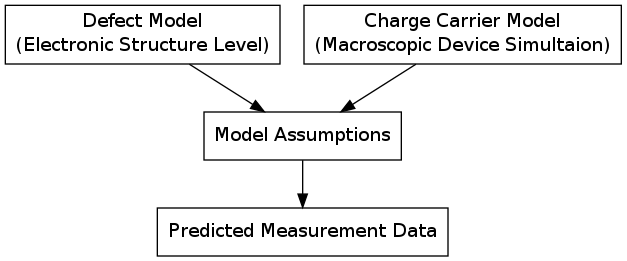 Defect Model
(Electronic Structure Level)
Charge Carrier Model
(Macroscopic Device Simultaion)
Model Assumptions
Predicted Measurement Data